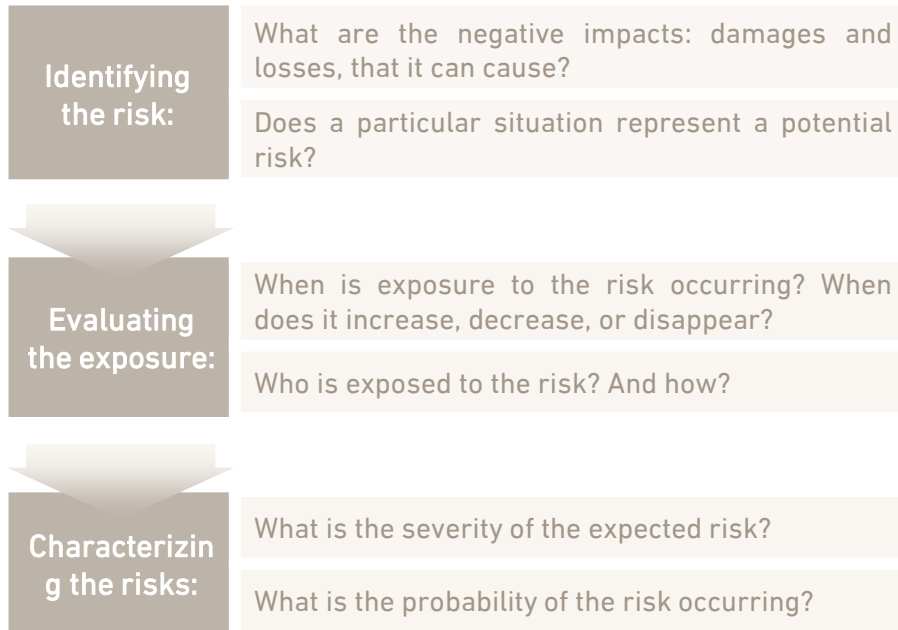 Identifying
the risk:
What are the negative impacts: damages and
losses, that it can cause?
Does a particular situation represent a potential
risk?
Evaluating
the exposure:
When is exposure to the risk occurring? When
does it increase, decrease, or disappear?
Who is exposed to the risk? And how?
Characterizin
g the risks:
What is the severity of the expected risk?
What is the probability of the risk occurring?